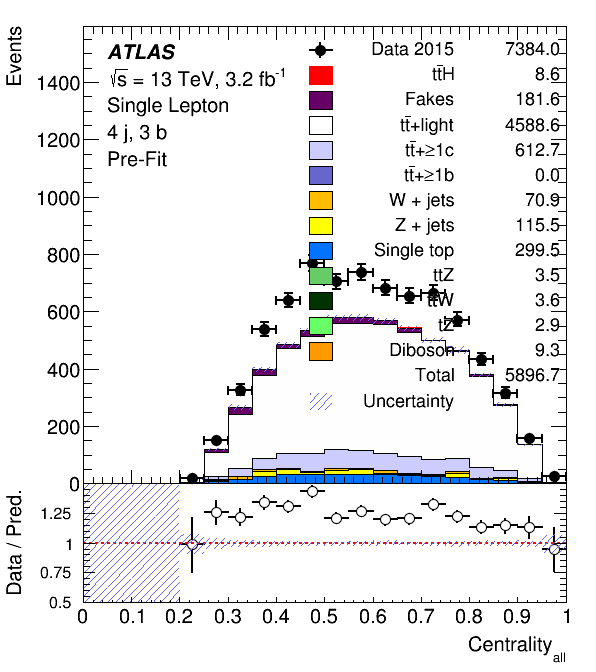 Events
ATLAS
√s = 13 TeV, 3.2 fb⁻¹
Single Lepton
4 j, 3 b
Pre-Fit
Data 2015 7384.0
tt̄H 8.6
Fakes 181.6
tt̄+light 4588.6
tt̄+≥1c 612.7
tt̄+≥1b 0.0
W + jets 70.9
Z + jets 115.5
Single top 299.5
ttZ 3.5
ttW 3.6
tZ 2.9
Diboson 9.3
Total 5896.7
Uncertainty
1400
1200
1000
800
600
400
200
0
Data / Pred.
1.25
1
0.75
0.5
0 0.1 0.2 0.3 0.4 0.5 0.6 0.7 0.8 0.9 1
Centrality_all